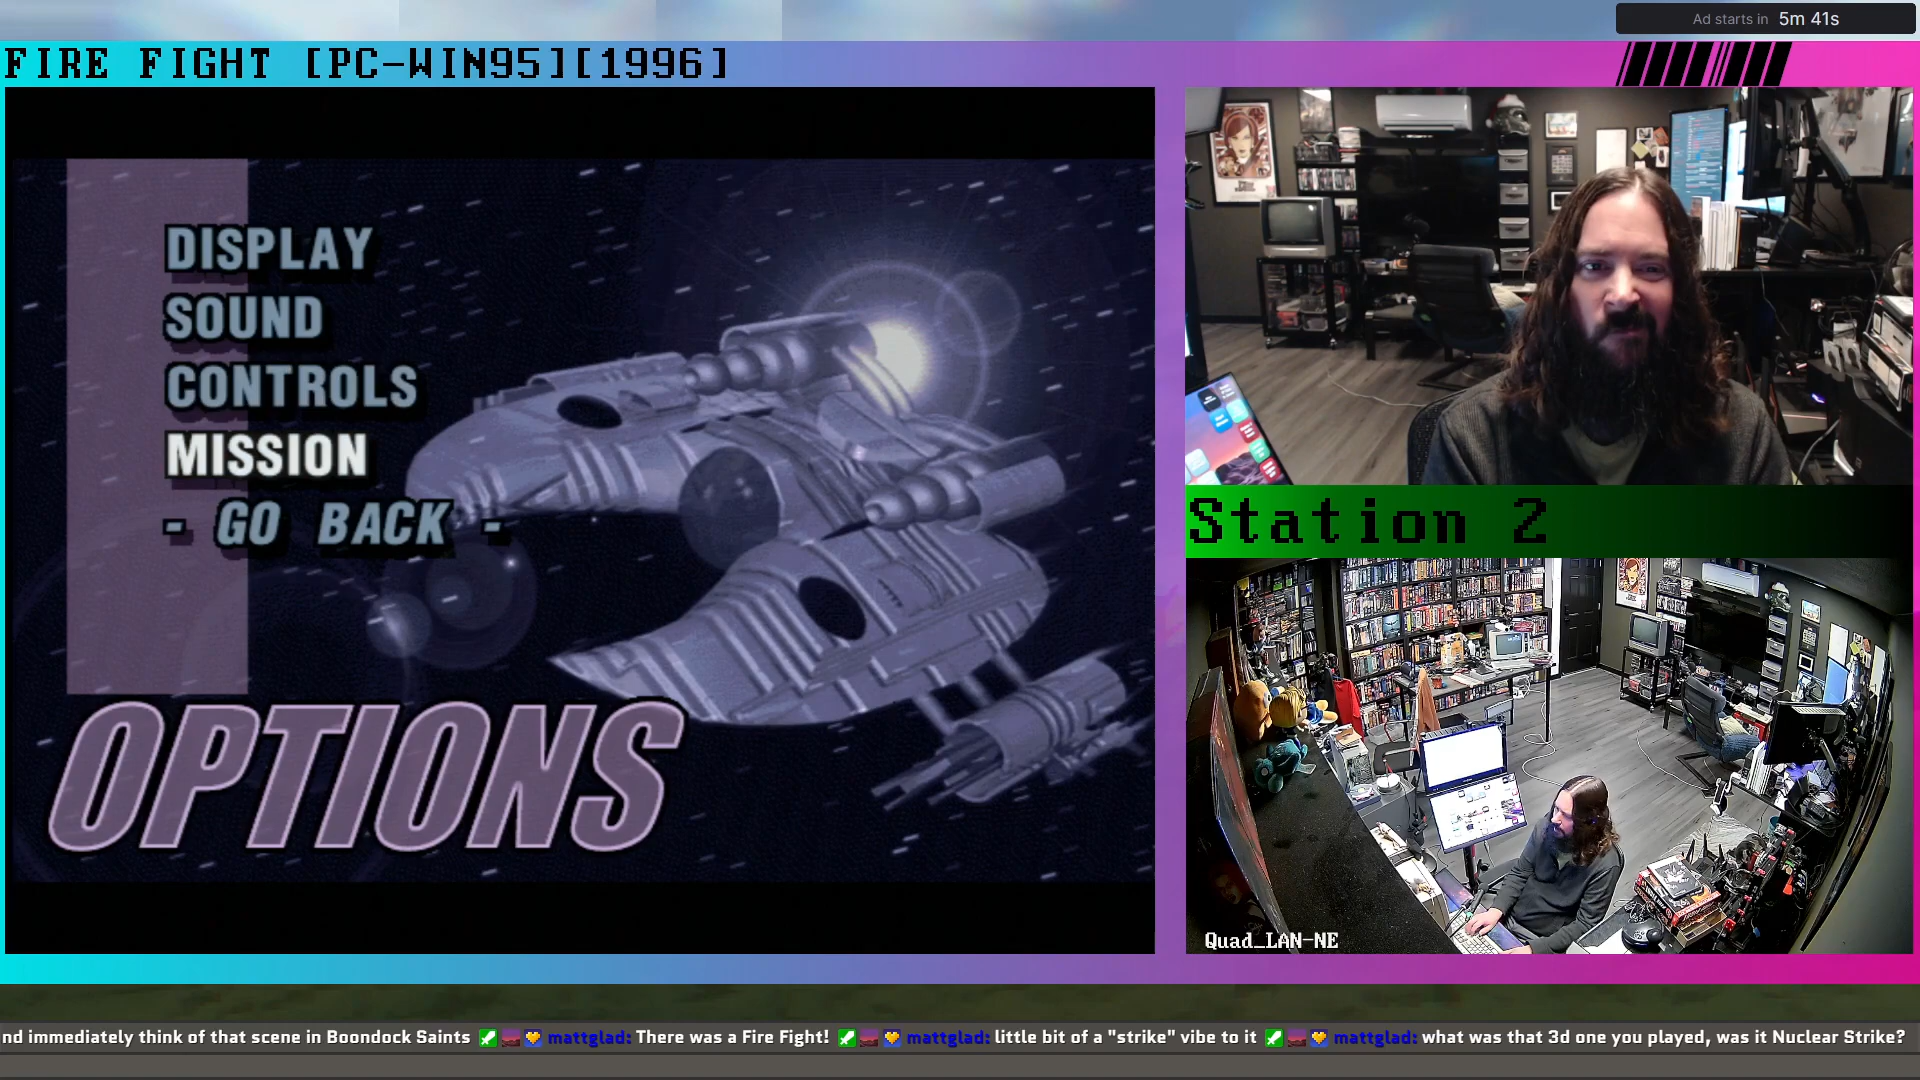 Ad starts in 5m 41s
FIRE FIGHT [PC-WIN95][1996]
DISPLAY
SOUND
CONTROLS
MISSION
- GO BACK -
OPTIONS
Station 2
Quad_LAN-NE
nd immediately think of that scene in Boondock Saints mattglad: There was a Fire Fight! mattglad: little bit of a "strike" vibe to it mattglad: what was that 3d one you played, was it Nuclear Strike?